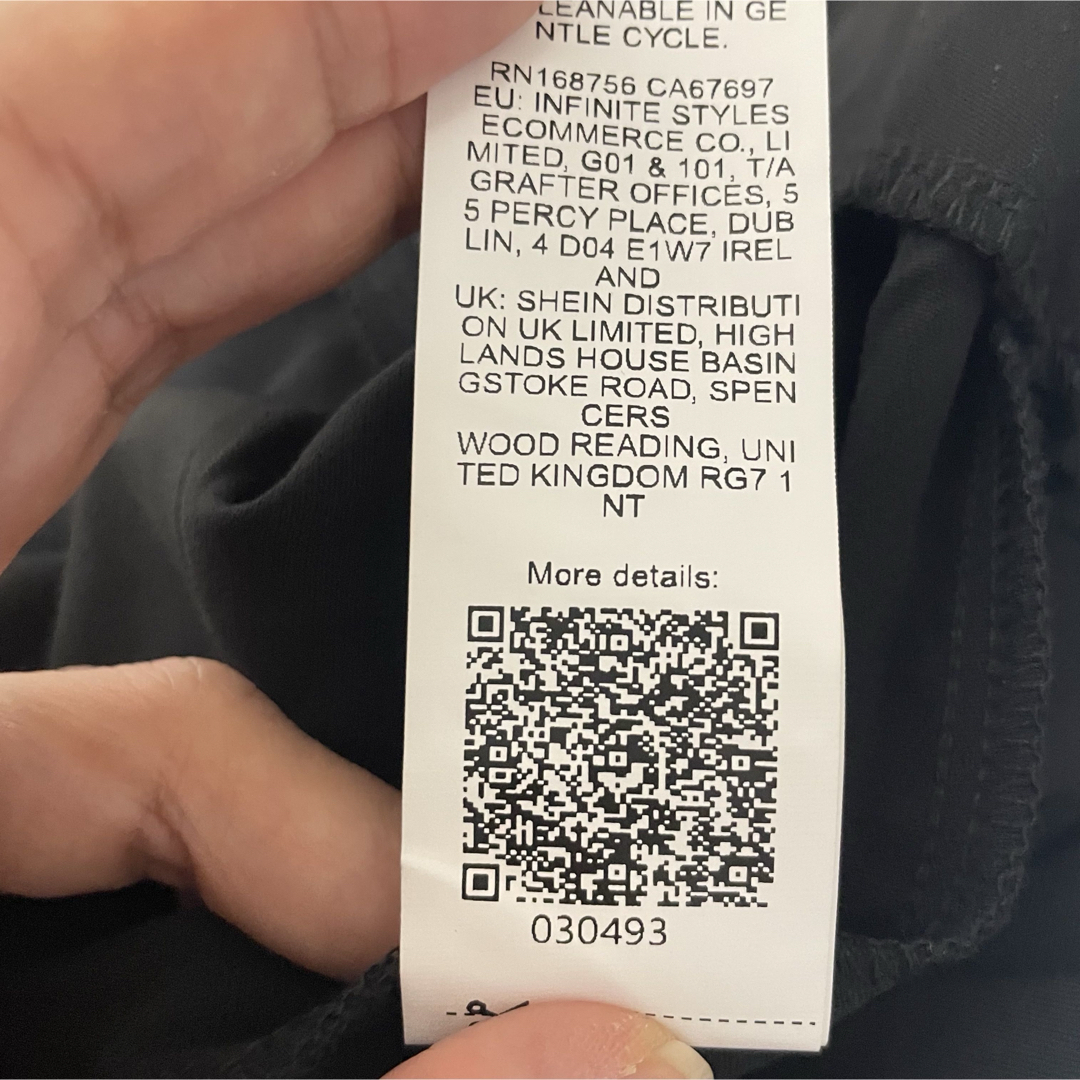 LEANABLE IN GE
NTLE CYCLE.
RN168756 CA67697
EU: INFINITE STYLES
ECOMMERCE CO., LI
MITED, G01 & 101, T/A
GRAFTER OFFICES, 5
5 PERCY PLACE, DUB
LIN, 4 D04 E1W7 IREL
AND
UK: SHEIN DISTRIBUTI
ON UK LIMITED, HIGH
LANDS HOUSE BASIN
GSTOKE ROAD, SPEN
CERS
WOOD READING, UNI
TED KINGDOM RG7 1
NT
More details:
030493